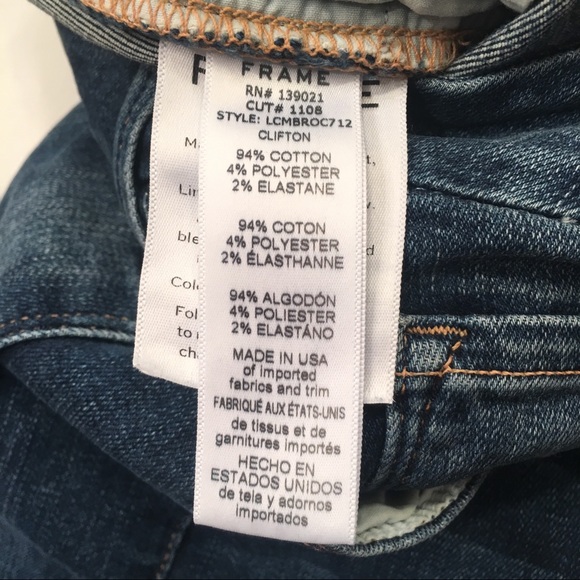 FRAME
RN# 139021
CUT# 1108
STYLE: LCMBROC712
CLIFTON
94% COTTON
4% POLYESTER
2% ELASTANE
94% COTON
4% POLYESTER
2% ÉLASTHANNE
94% ALGODÓN
4% POLIESTER
2% ELASTÁNO
MADE IN USA
of imported
fabrics and trim
FABRIQUÉ AUX ÉTATS-UNIS
de tissus et de
garnitures importés
HECHO EN
ESTADOS UNIDOS
de tela y adornos
importados